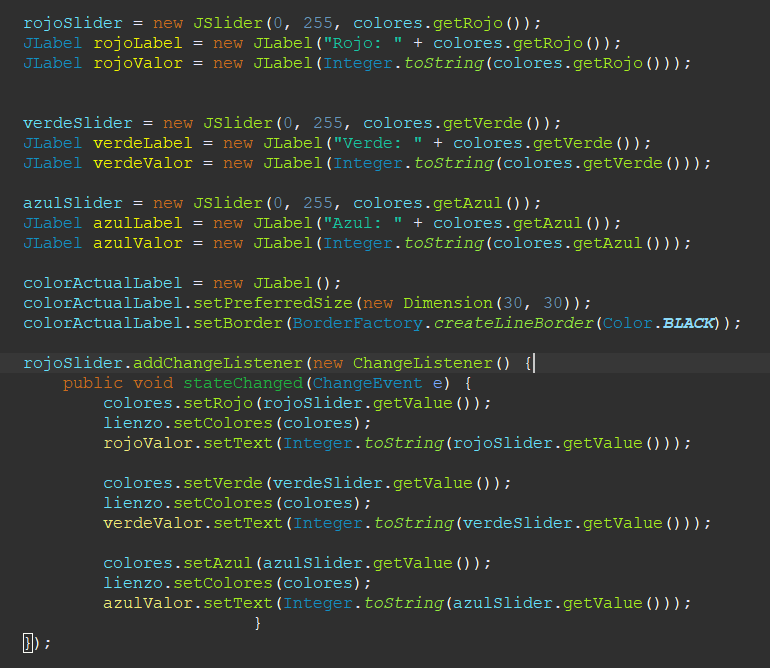 rojoSlider = new JSlider(0, 255, colores.getRojo());
JLabel rojoLabel = new JLabel("Rojo: " + colores.getRojo());
JLabel rojoValor = new JLabel(Integer.toString(colores.getRojo()));
verdeSlider = new JSlider(0, 255, colores.getVerde());
JLabel verdeLabel = new JLabel("Verde: " + colores.getVerde());
JLabel verdeValor = new JLabel(Integer.toString(colores.getVerde()));
azulSlider = new JSlider(0, 255, colores.getAzul());
JLabel azulLabel = new JLabel("Azul: " + colores.getAzul());
JLabel azulValor = new JLabel(Integer.toString(colores.getAzul()));
colorActualLabel = new JLabel();
colorActualLabel.setPreferredSize(new Dimension(30, 30));
colorActualLabel.setBorder(BorderFactory.createLineBorder(Color.BLACK));
rojoSlider.addChangeListener(new ChangeListener() {
    public void stateChanged(ChangeEvent e) {
        colores.setRojo(rojoSlider.getValue());
        lienzo.setColores(colores);
        rojoValor.setText(Integer.toString(rojoSlider.getValue()));
        colores.setVerde(verdeSlider.getValue());
        lienzo.setColores(colores);
        verdeValor.setText(Integer.toString(verdeSlider.getValue()));
        colores.setAzul(azulSlider.getValue());
        lienzo.setColores(colores);
        azulValor.setText(Integer.toString(azulSlider.getValue()));
                       }
});